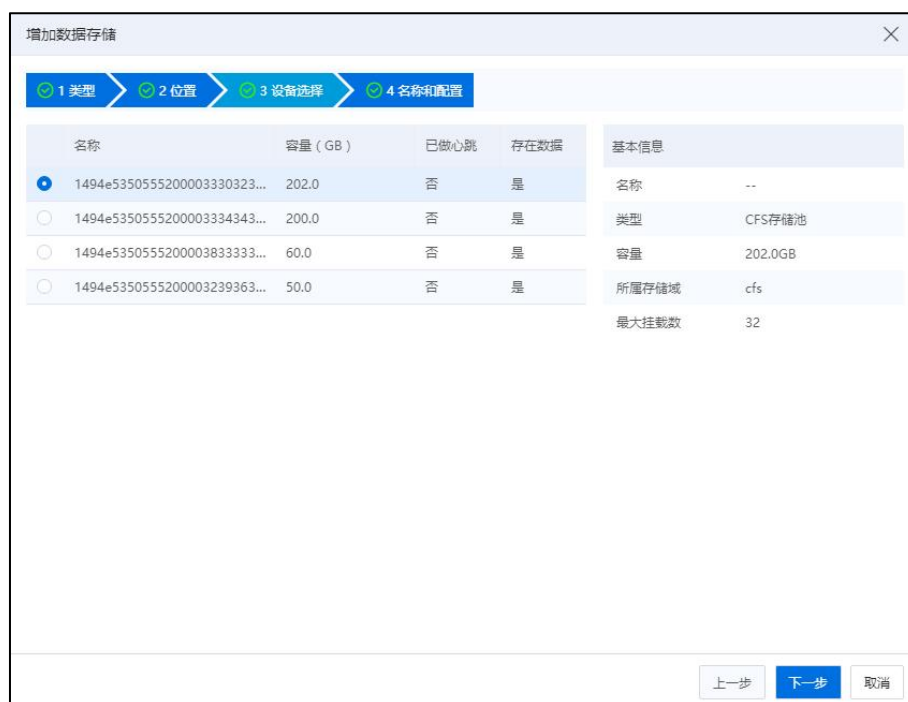 增加数据存储
1 类型 2 位置 3 设备选择 4 名称和配置
名称 容量（GB） 已做心跳 存在数据
1494e5350555200003330323... 202.0 否 是
1494e5350555200003334343... 200.0 否 是
1494e5350555200003833333... 60.0 否 是
1494e5350555200003239363... 50.0 否 是
基本信息
名称 --
类型 CFS存储池
容量 202.0GB
所属存储域 cfs
最大挂载数 32
上一步 下一步 取消